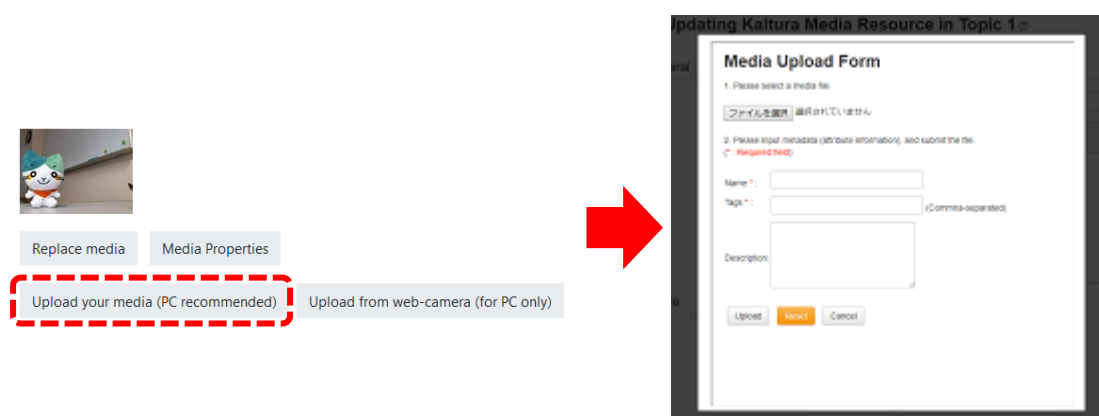 Replace media
Media Properties
Upload your media (PC recommended)
Upload from web-camera (for PC only)
Updating Kaltura Media Resource in Topic 1
Media Upload Form
1. Please select a media file.
ファイルを選択 選択されていません
2. Please input metadata (attribute information), and submit the file.
(* : Required field)
Name * :
Tags * :
(Comma-separated)
Description:
Upload
Reset
Cancel